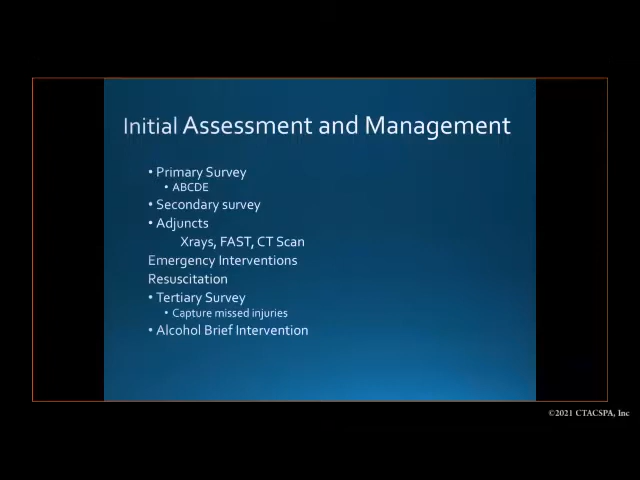 Initial Assessment and Management
• Primary Survey
• ABCDE
• Secondary survey
• Adjuncts
Xrays, FAST, CT Scan
Emergency Interventions
Resuscitation
• Tertiary Survey
• Capture missed injuries
• Alcohol Brief Intervention
©2021 CTACSPA, Inc